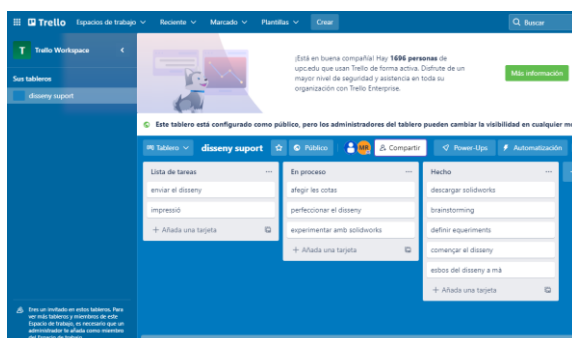 Trello Espacios de trabajo Reciente Marcado Plantillas Crear Buscar
T Trello Workspace
Sus tableros
disseny suport
¡Está en buena compañía! Hay 1696 personas de
upc.edu que usan Trello de forma activa. Disfrute de un
mayor nivel de seguridad y asistencia en toda su
organización con Trello Enterprise.
Más información
Este tablero está configurado como público, pero los administradores del tablero pueden cambiar la visibilidad en cualquier m
Tablero disseny suport Público MR Compartir Power-Ups Automatización
Lista de tareas
enviar el disseny
impressió
+ Añada una tarjeta
En proceso
afegir les cotas
perfeccionar el disseny
experimentar amb solidworks
+ Añada una tarjeta
Hecho
descargar solidworks
brainstorming
definir equeriments
començar el disseny
esbos del disseny a mà
+ Añada una tarjeta
Eres un invitado en estos tableros. Para
ver más tableros y miembros de este
Espacio de trabajo, es necesario que un
administrador te añada como miembro
del Espacio de trabajo.